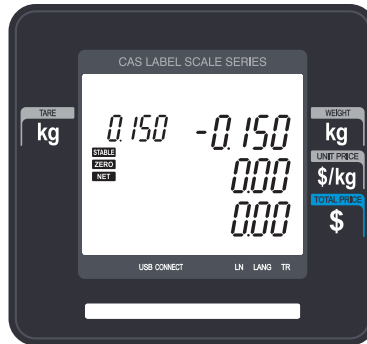 CAS LABEL SCALE SERIES
TARE
kg
0.150
-0.150
WEIGHT
kg
STABLE
ZERO
NET
0.00
UNIT PRICE
$/kg
0.00
TOTAL PRICE
$
USB CONNECT
LN LANG TR